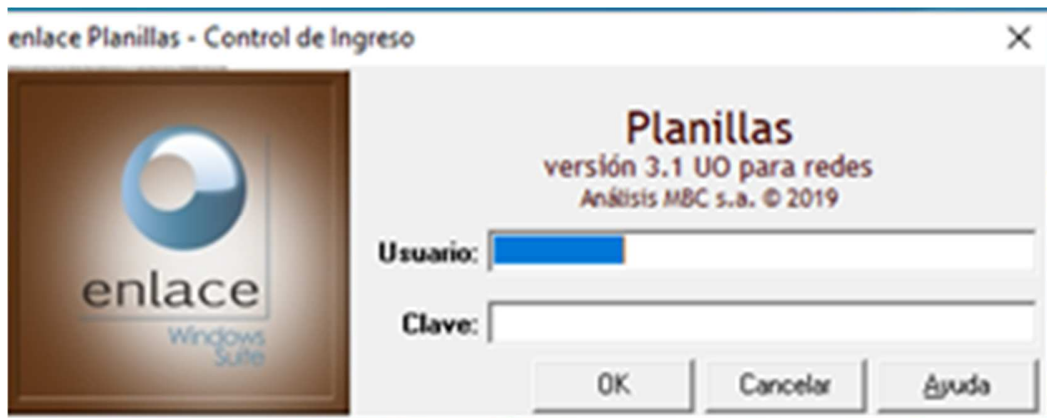 enlace Planillas - Control de Ingreso
enlace
Windows
Suite
Planillas
versión 3.1 UO para redes
Análisis MBC s.a. © 2019
Usuario:
Clave:
OK
Cancelar
Ayuda